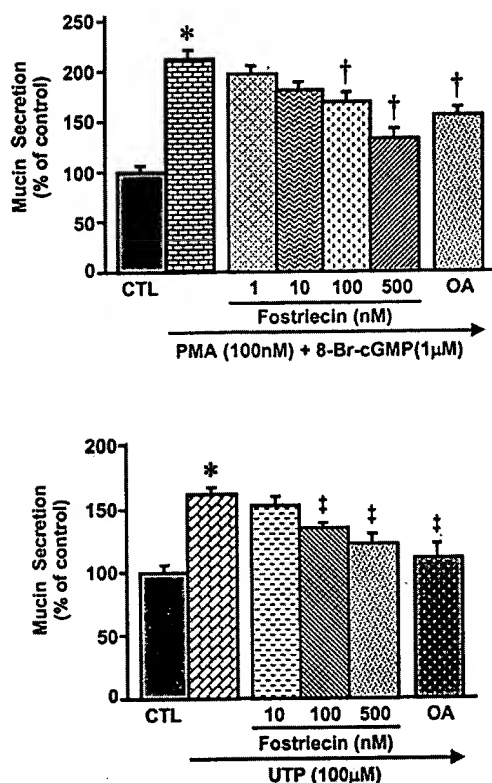 Mucin Secretion
(% of control)
250
200
150
100
50
0
*
†
†
†
CTL
1
10
100
500
OA
Fostriecin (nM)
PMA (100nM) + 8-Br-cGMP(1µM)
Mucin Secretion
(% of control)
200
150
100
50
0
*
‡
‡
‡
CTL
10
100
500
OA
Fostriecin (nM)
UTP (100µM)